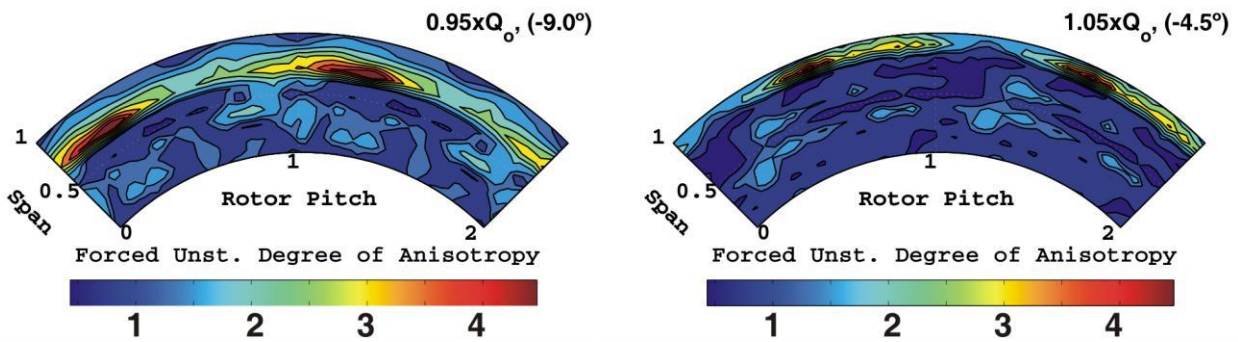 0.95xQo, (-9.0º)
1
0.5
Span
0
1
2
Rotor Pitch
Forced Unst. Degree of Anisotropy
1 2 3 4
1.05xQo, (-4.5º)
1
0.5
Span
0
1
2
Rotor Pitch
Forced Unst. Degree of Anisotropy
1 2 3 4